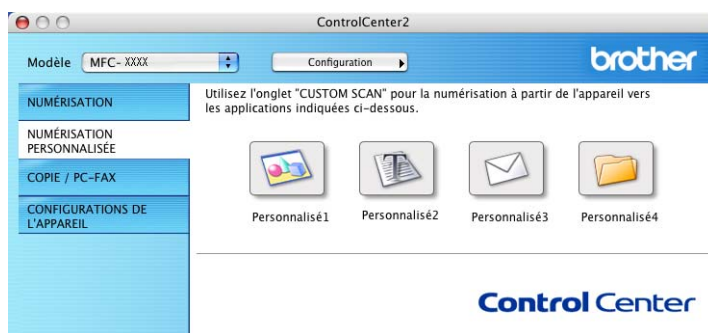 ControlCenter2
Modèle MFC- XXXX Configuration
brother
NUMÉRISATION
NUMÉRISATION
PERSONNALISÉE
COPIE / PC-FAX
CONFIGURATIONS DE
L'APPAREIL
Utilisez l'onglet "CUSTOM SCAN" pour la numérisation à partir de l'appareil vers
les applications indiquées ci-dessous.
Personnalisé1 Personnalisé2 Personnalisé3 Personnalisé4
Control Center